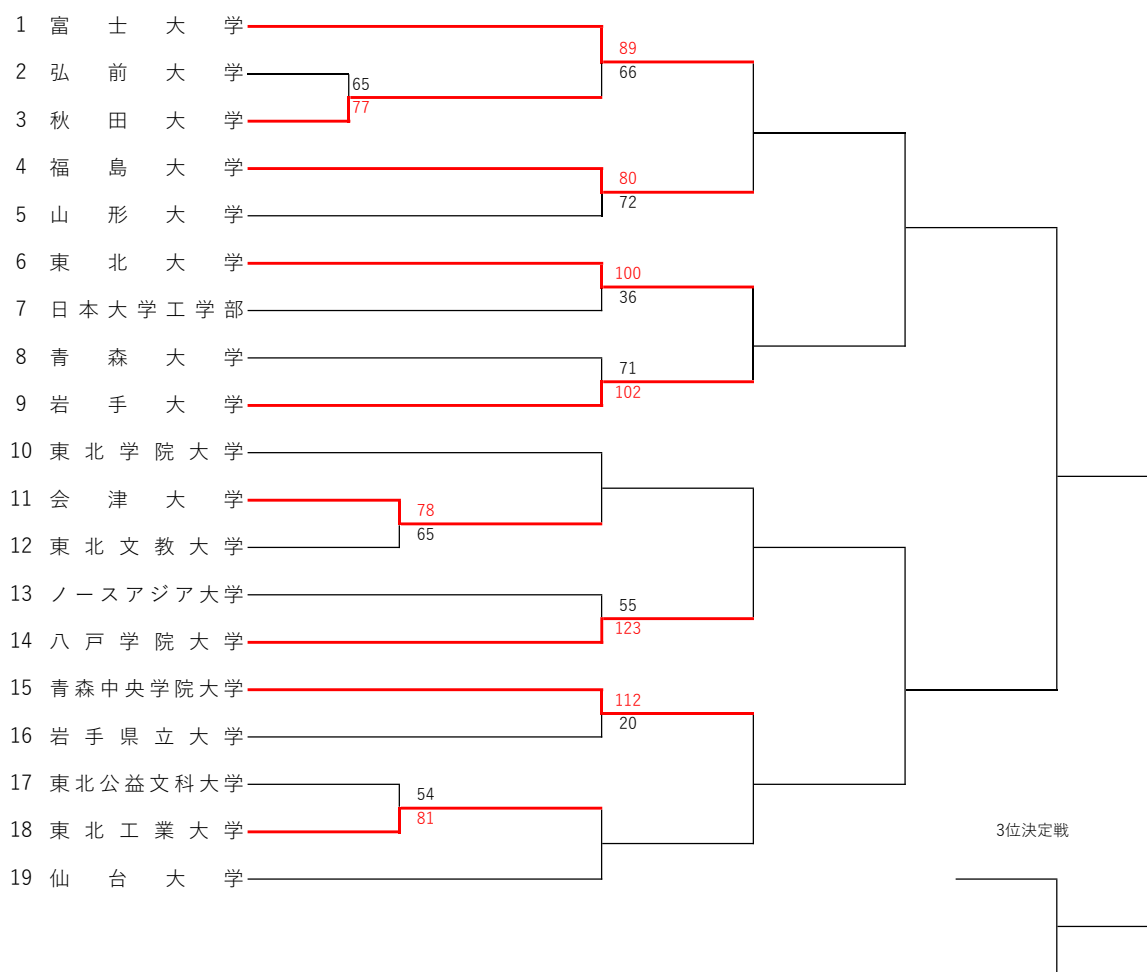 1 富士大学
89
66
2 弘前大学
65
77
3 秋田大学
4 福島大学
80
72
5 山形大学
6 東北大学
100
36
7 日本大学工学部
8 青森大学
71
102
9 岩手大学
10 東北学院大学
11 会津大学
78
65
12 東北文教大学
13 ノースアジア大学
55
123
14 八戸学院大学
15 青森中央学院大学
112
20
16 岩手県立大学
17 東北公益文科大学
54
81
18 東北工業大学
3位決定戦
19 仙台大学